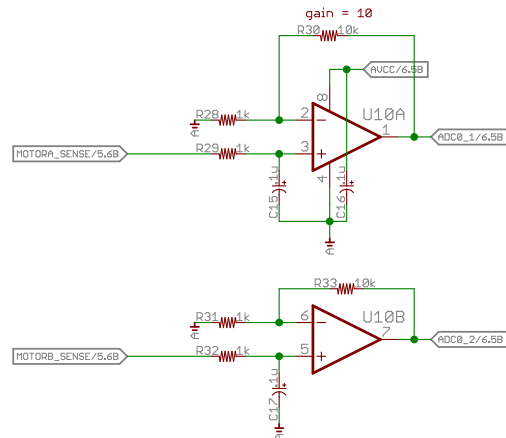 gain = 10
R30 10k
AVCC/6.5B
8
R28 1k
2
U10A
1
ADC0_1/6.5B
A
R29 1k
3
MOTORA_SENSE/5.6B
4
.1u
C15
.1u
C16
A
R33 10k
R31 1k
6
U10B
7
ADC0_2/6.5B
A
R32 1k
5
MOTORB_SENSE/5.6B
.1u
C17
A